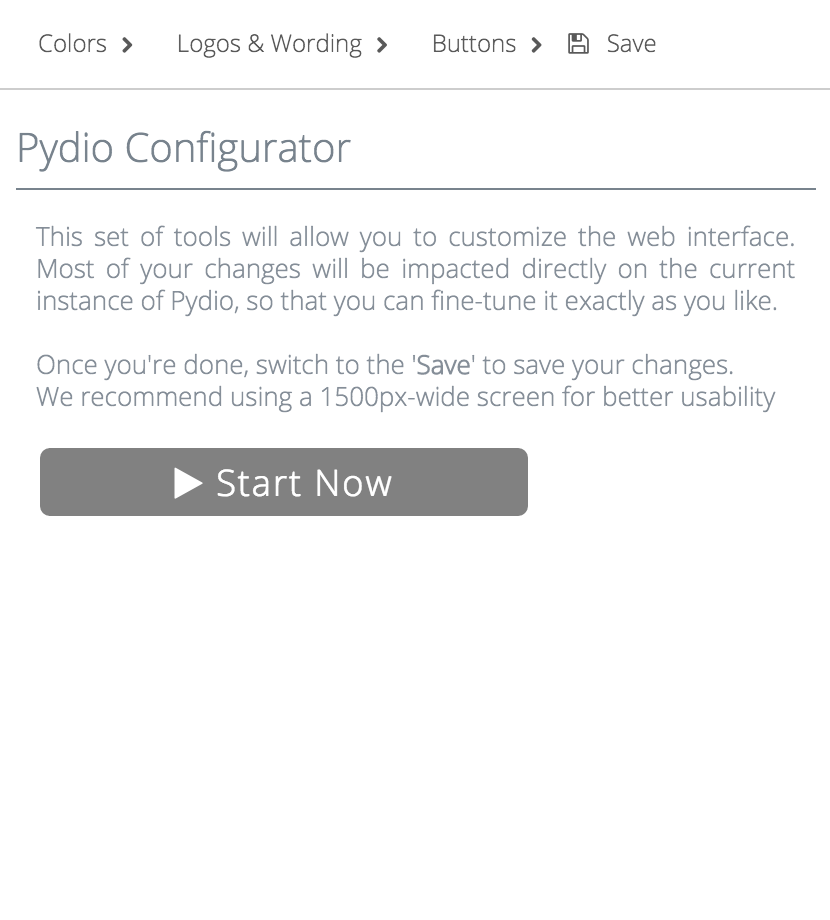 Colors Logos & Wording Buttons Save
Pydio Configurator
This set of tools will allow you to customize the web interface.
Most of your changes will be impacted directly on the current
instance of Pydio, so that you can fine-tune it exactly as you like.
Once you're done, switch to the 'Save' to save your changes.
We recommend using a 1500px-wide screen for better usability
Start Now